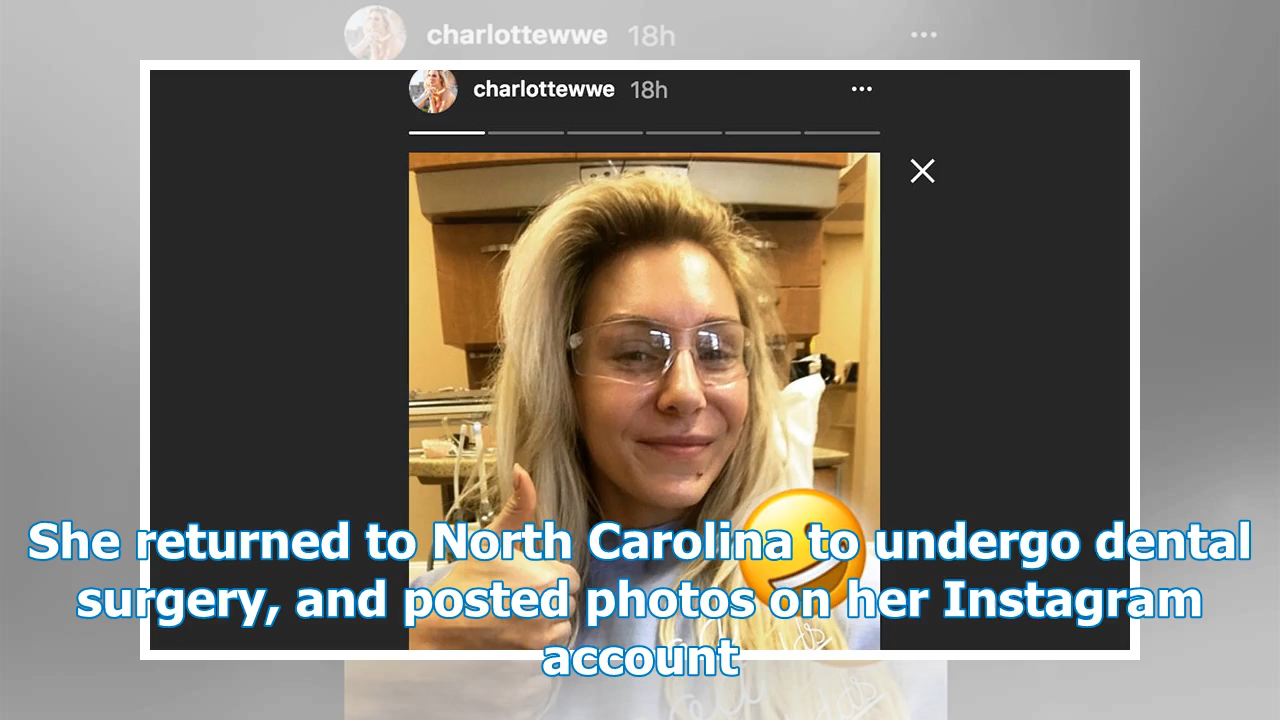 charlottewwe 18h
charlottewwe 18h
She returned to North Carolina to undergo dental
surgery, and posted photos on her Instagram
account